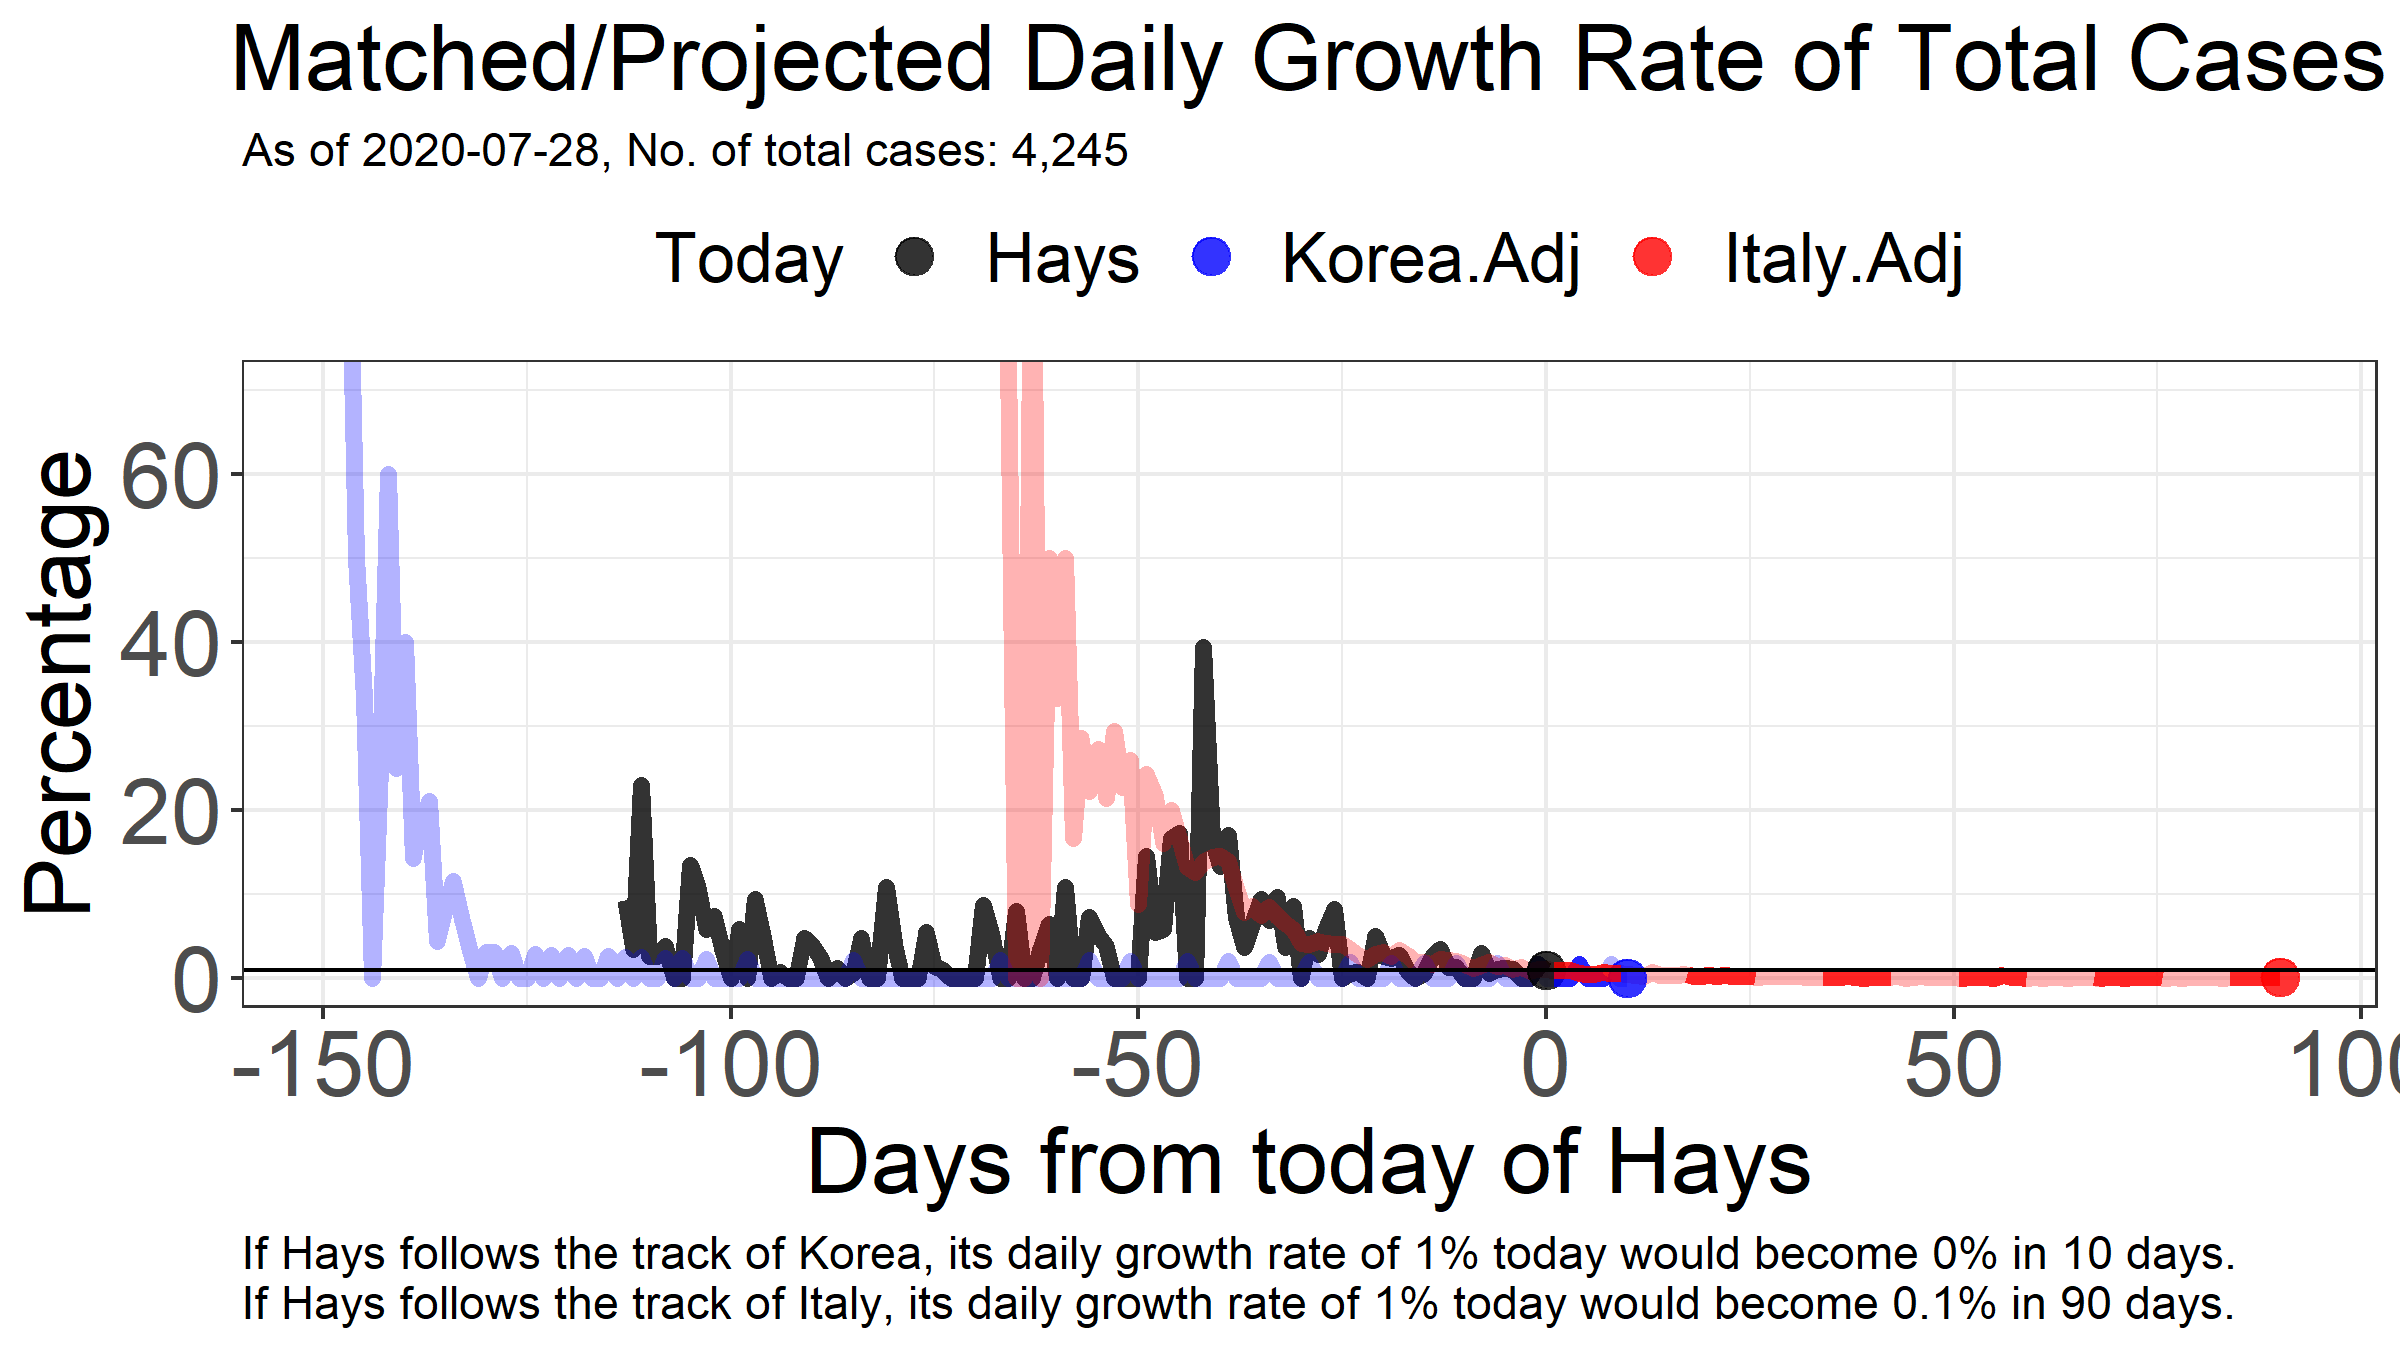 Matched/Projected Daily Growth Rate of Total Cases
As of 2020-07-28, No. of total cases: 4,245
Today Hays Korea.Adj Italy.Adj
Percentage
60
40
20
0
-150 -100 -50 0 50 100
Days from today of Hays
If Hays follows the track of Korea, its daily growth rate of 1% today would become 0% in 10 days.
If Hays follows the track of Italy, its daily growth rate of 1% today would become 0.1% in 90 days.